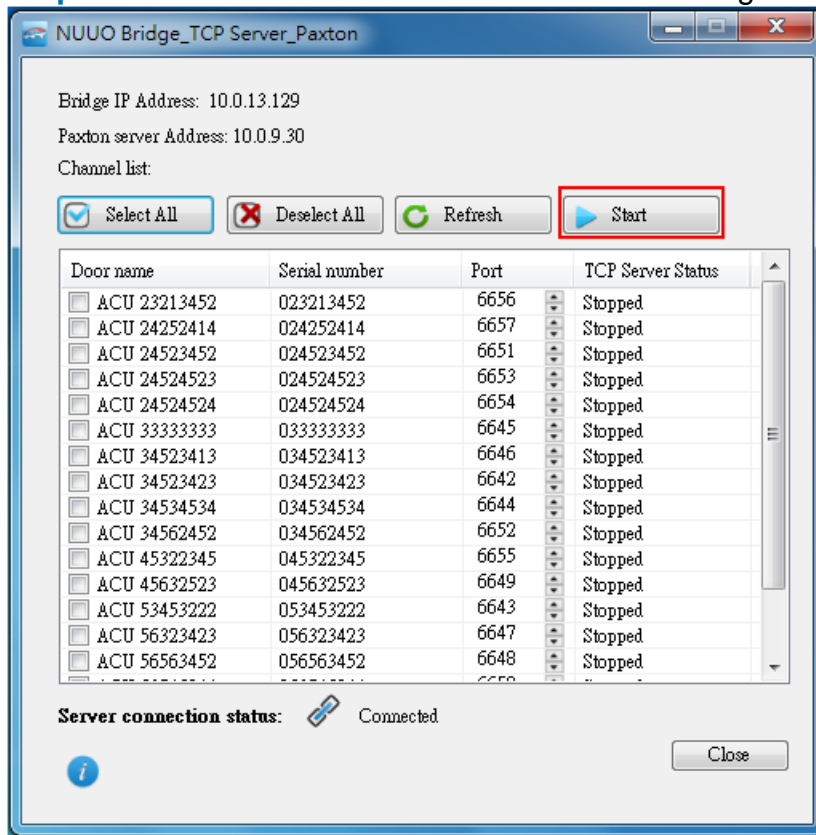 NUUO Bridge_TCP Server_Paxton
Bridge IP Address: 10.0.13.129
Paxton server Address: 10.0.9.30
Channel list:
Select All Deselect All Refresh Start
Door name Serial number Port TCP Server Status
ACU 23213452 023213452 6656 Stopped
ACU 24252414 024252414 6657 Stopped
ACU 24523452 024523452 6651 Stopped
ACU 24524523 024524523 6653 Stopped
ACU 24524524 024524524 6654 Stopped
ACU 33333333 033333333 6645 Stopped
ACU 34523413 034523413 6646 Stopped
ACU 34523423 034523423 6642 Stopped
ACU 34534534 034534534 6644 Stopped
ACU 34562452 034562452 6652 Stopped
ACU 45322345 045322345 6655 Stopped
ACU 45632523 045632523 6649 Stopped
ACU 53453222 053453222 6643 Stopped
ACU 56323423 056323423 6647 Stopped
ACU 56563452 056563452 6648 Stopped
Server connection status: Connected
Close